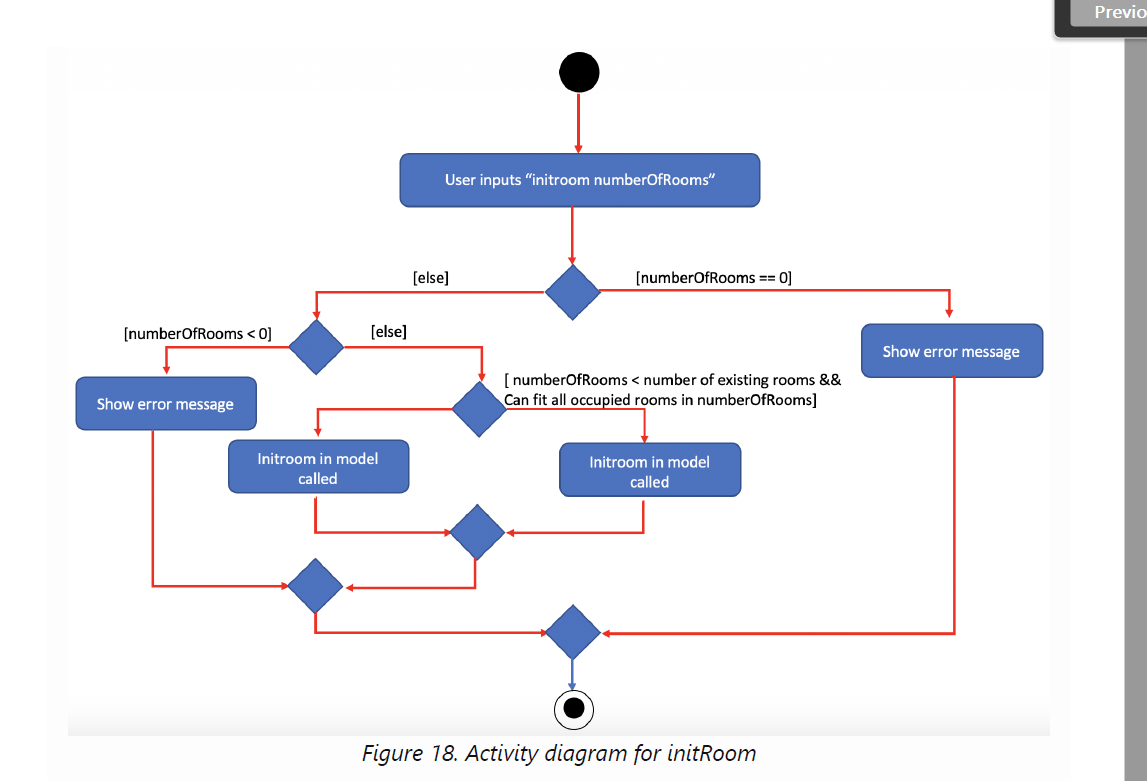 Previo
User inputs “initroom numberOfRooms”
[else]
[numberOfRooms == 0]
[numberOfRooms < 0]
[else]
Show error message
[ numberOfRooms < number of existing rooms &&
Can fit all occupied rooms in numberOfRooms]
Show error message
Initroom in model
called
Initroom in model
called
Figure 18. Activity diagram for initRoom